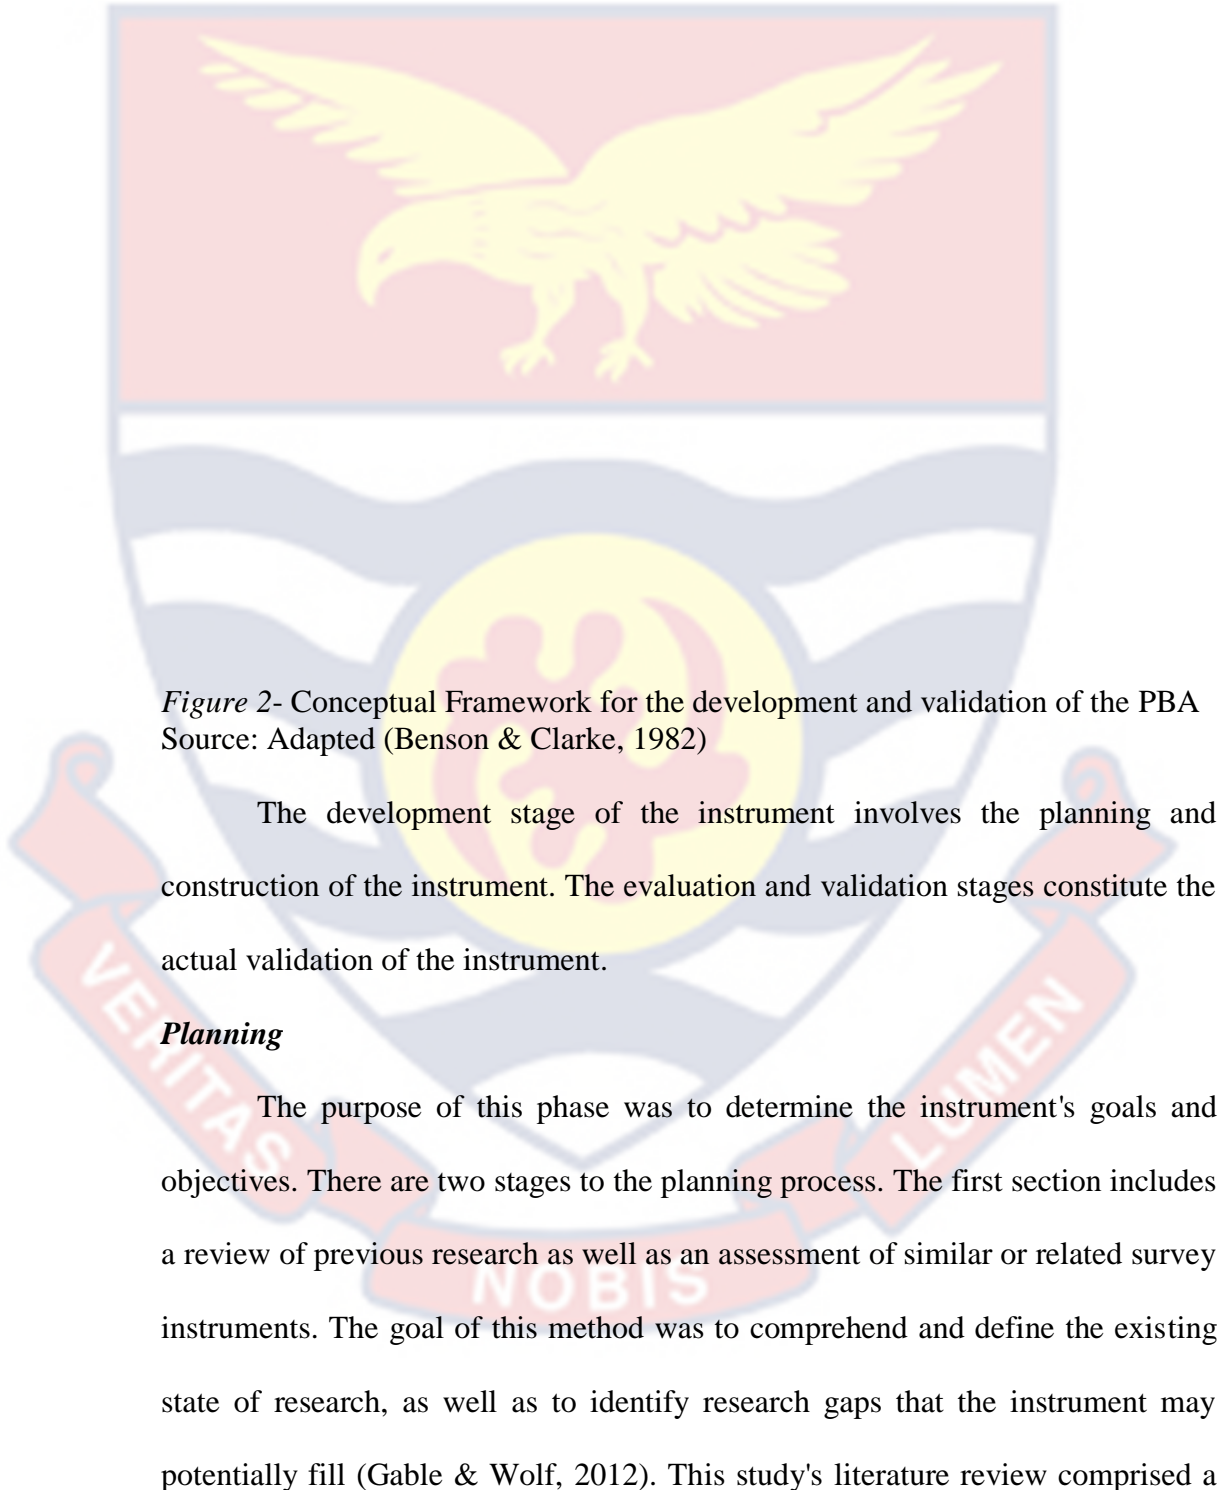 Figure 2- Conceptual Framework for the development and validation of the PBA
Source: Adapted (Benson & Clarke, 1982)
The development stage of the instrument involves the planning and
construction of the instrument. The evaluation and validation stages constitute the
actual validation of the instrument.
Planning
The purpose of this phase was to determine the instrument's goals and
objectives. There are two stages to the planning process. The first section includes
a review of previous research as well as an assessment of similar or related survey
instruments. The goal of this method was to comprehend and define the existing
state of research, as well as to identify research gaps that the instrument may
potentially fill (Gable & Wolf, 2012). This study's literature review comprised a
VERITAS
NOBIS
LUMEN